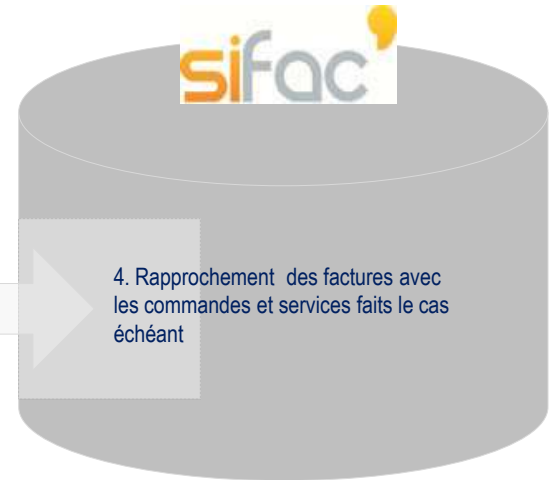 sifac'
4. Rapprochement des factures avec
les commandes et services faits le cas
échéant